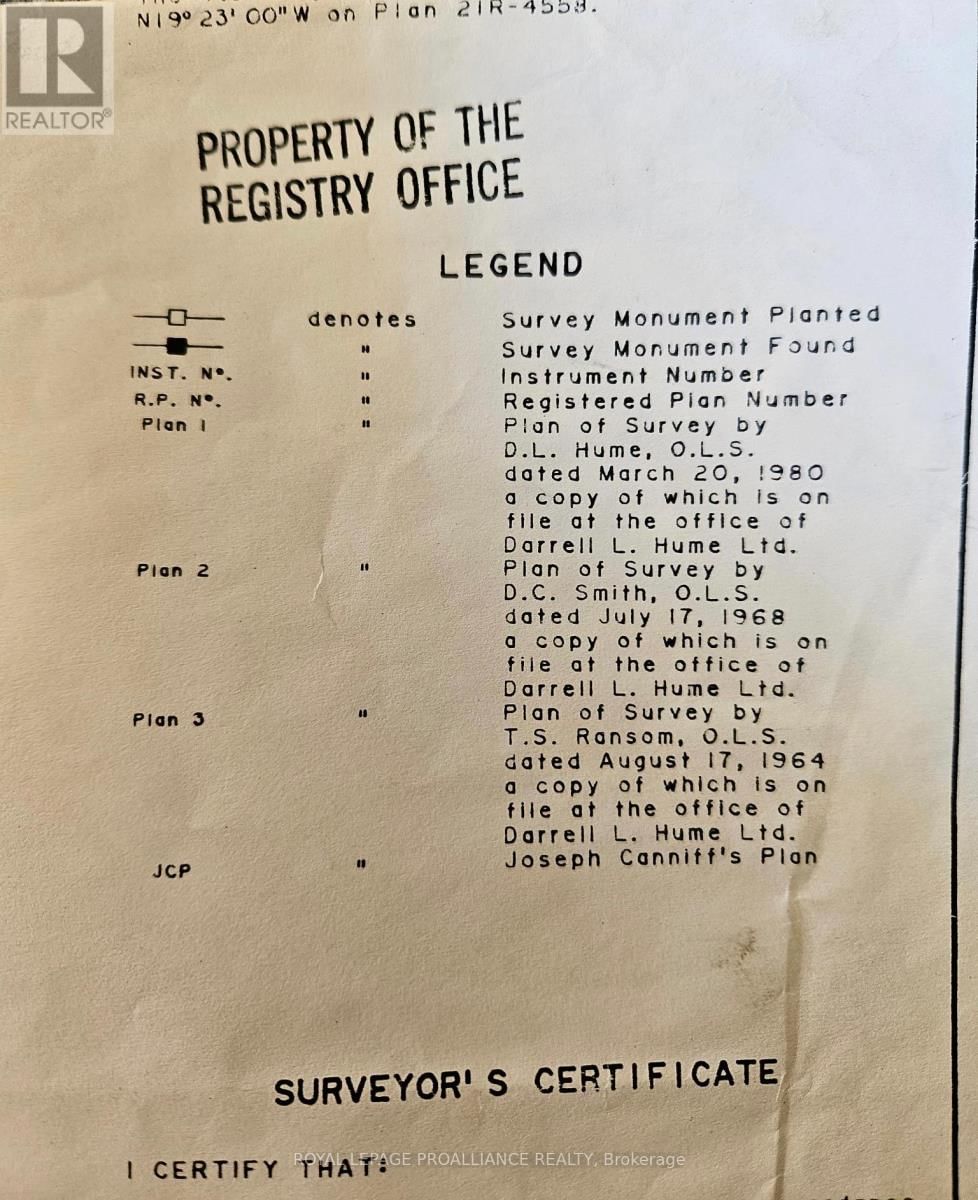 N19° 23' 00" W on Plan 21R-4558.
REALTOR®
PROPERTY OF THE
REGISTRY OFFICE
LEGEND
denotes Survey Monument Planted
" Survey Monument Found
INST. Nº. " Instrument Number
R.P. Nº. " Registered Plan Number
Plan 1 " Plan of Survey by
D.L. Hume, O.L.S.
dated March 20, 1980
a copy of which is on
file at the office of
Darrell L. Hume Ltd.
Plan 2 " Plan of Survey by
D.C. Smith, O.L.S.
dated July 17, 1968
a copy of which is on
file at the office of
Darrell L. Hume Ltd.
Plan 3 " Plan of Survey by
T.S. Ransom, O.L.S.
dated August 17, 1964
a copy of which is on
file at the office of
Darrell L. Hume Ltd.
JCP " Joseph Canniff's Plan
SURVEYOR'S CERTIFICATE
I CERTIFY THAT:
ROYAL LEPAGE PROALLIANCE REALTY, Brokerage